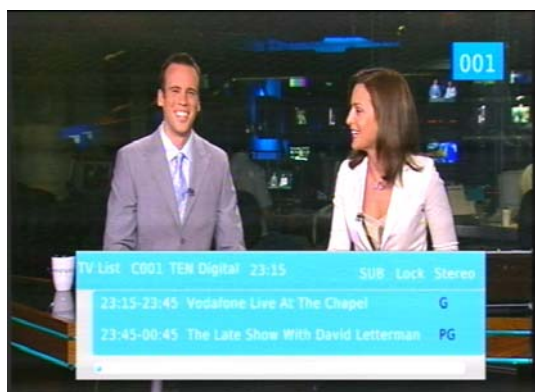 001
TV List C001 TEN Digital 23:15 SUB Lock Stereo
23:15-23:45 Vodafone Live At The Chapel G
23:45-00:45 The Late Show With David Letterman PG